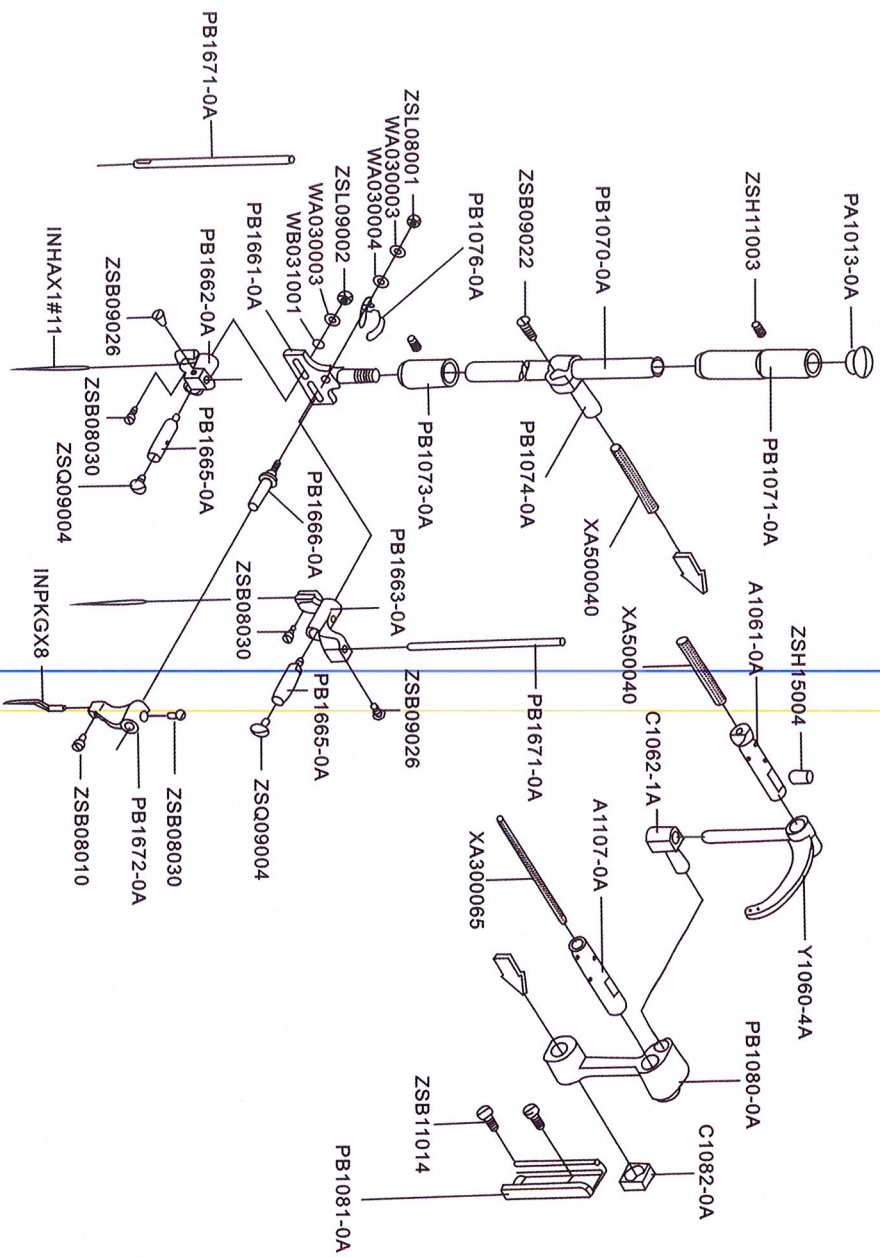 PB1671-0A
ZSL08001
WA030003
WA030004
PB1076-0A
ZSB09022
PB1070-0A
ZSH11003
PA1013-0A
ZSL09002
WA030003
WB031001
PB1661-0A
PB1662-0A
ZSB09026
INHAX1#11
PB1071-0A
PB1073-0A
PB1074-0A
ZSB08030
PB1665-0A
ZSQ09004
PB1666-0A
XA500040
PB1663-0A
ZSB08030
INPKGX8
A1061-0A
XA500040
ZSH15004
C1062-1A
ZSB09026
PB1671-0A
PB1665-0A
ZSQ09004
ZSB08030
PB1672-0A
ZSB08010
A1107-0A
XA300065
Y1060-4A
PB1080-0A
ZSB11014
C1082-0A
PB1081-0A